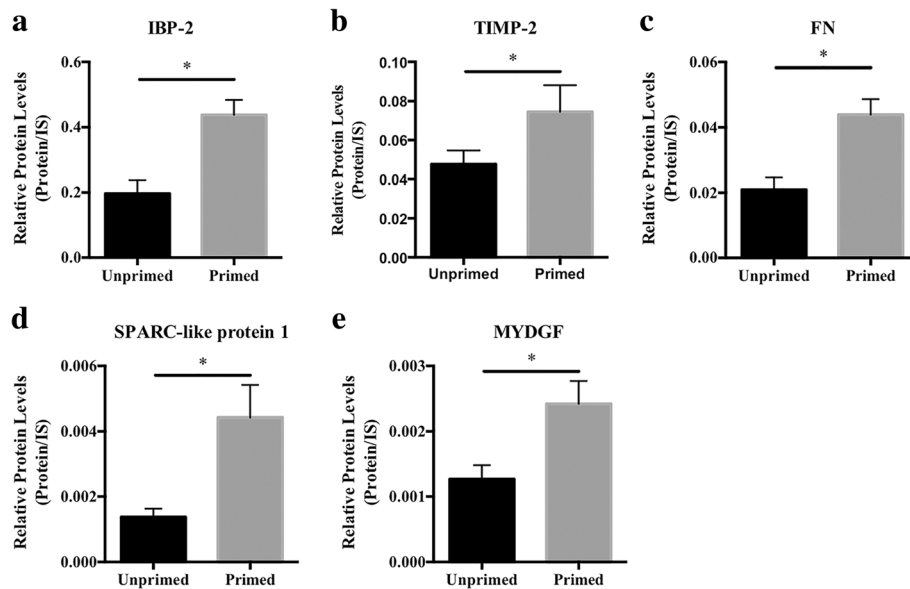 a
IBP-2
Relative Protein Levels
(Protein/IS)
0.6
0.4
0.2
0.0
*
Unprimed Primed
b
TIMP-2
Relative Protein Levels
(Protein/IS)
0.10
0.08
0.06
0.04
0.02
0.00
*
Unprimed Primed
c
FN
Relative Protein Levels
(Protein/IS)
0.06
0.04
0.02
0.00
*
Unprimed Primed
d
SPARC-like protein 1
Relative Protein Levels
(Protein/IS)
0.006
0.004
0.002
0.000
*
Unprimed Primed
e
MYDGF
Relative Protein Levels
(Protein/IS)
0.003
0.002
0.001
0.000
*
Unprimed Primed